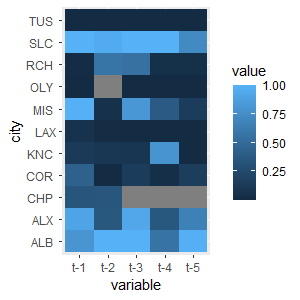 TUS
SLC
RCH
OLY
MIS
LAX
KNC
COR
CHP
ALX
ALB
city
t-1 t-2 t-3 t-4 t-5
variable
value
1.00
0.75
0.50
0.25